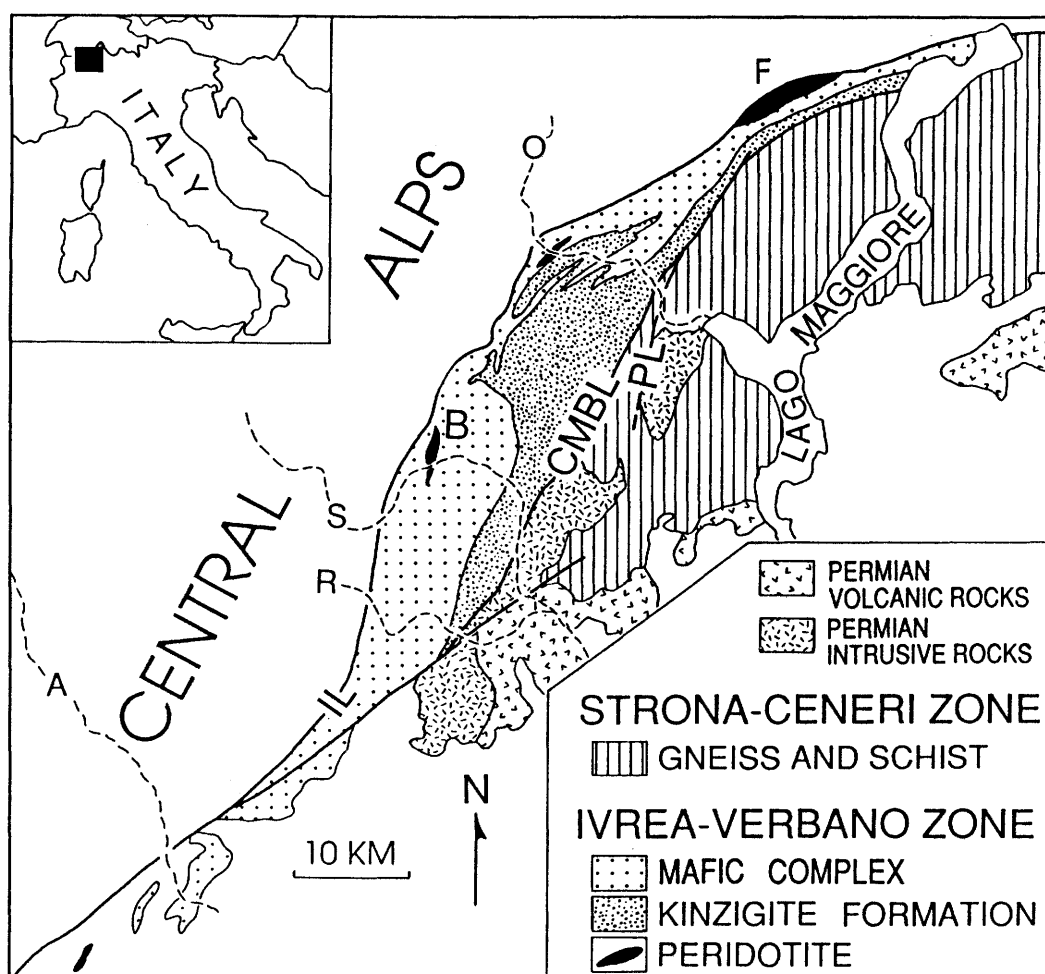 ITALY
F
O
ALPS
MAGGIORE
LAGO
PL
CMBL
B
S
R
CENTRAL
A
IL
N
10 KM
PERMIAN
VOLCANIC ROCKS
PERMIAN
INTRUSIVE ROCKS
STRONA-CENERI ZONE
GNEISS AND SCHIST
IVREA-VERBANO ZONE
MAFIC COMPLEX
KINZIGITE FORMATION
PERIDOTITE